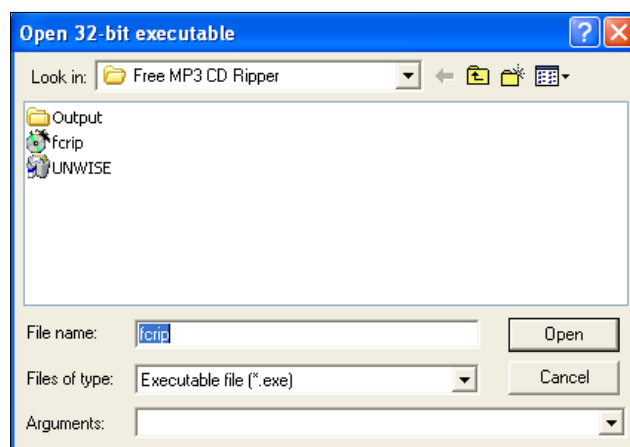 Open 32-bit executable
Look in: Free MP3 CD Ripper
Output
fcrip
UNWISE
File name: fcrip Open
Files of type: Executable file (*.exe) Cancel
Arguments: